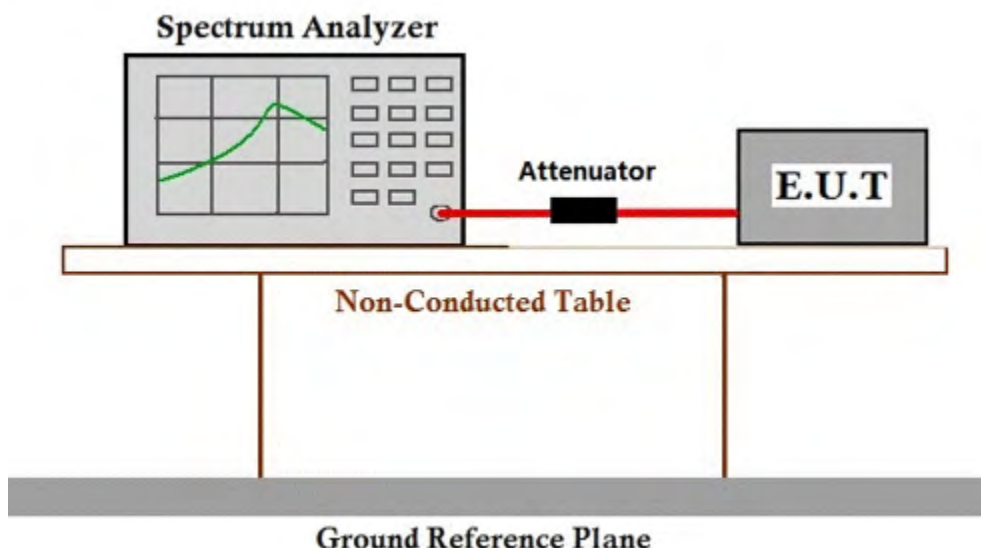 Spectrum Analyzer
Attenuator
E.U.T
Non-Conducted Table
Ground Reference Plane